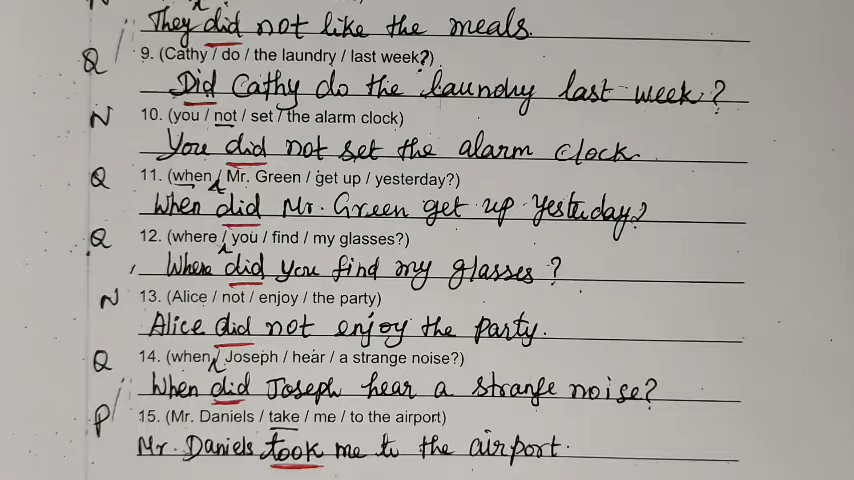 They did not like the meals.
Q 9. (Cathy / do / the laundry / last week?)
Did Cathy do the laundry last week?
N 10. (you / not / set / the alarm clock)
You did not set the alarm clock.
Q 11. (when / Mr. Green / get up / yesterday?)
When did Mr. Green get up yesterday?
Q 12. (where / you / find / my glasses?)
Where did you find my glasses?
N 13. (Alice / not / enjoy / the party)
Alice did not enjoy the party.
Q 14. (when / Joseph / hear / a strange noise?)
When did Joseph hear a strange noise?
P 15. (Mr. Daniels / take / me / to the airport)
Mr. Daniels took me to the airport.